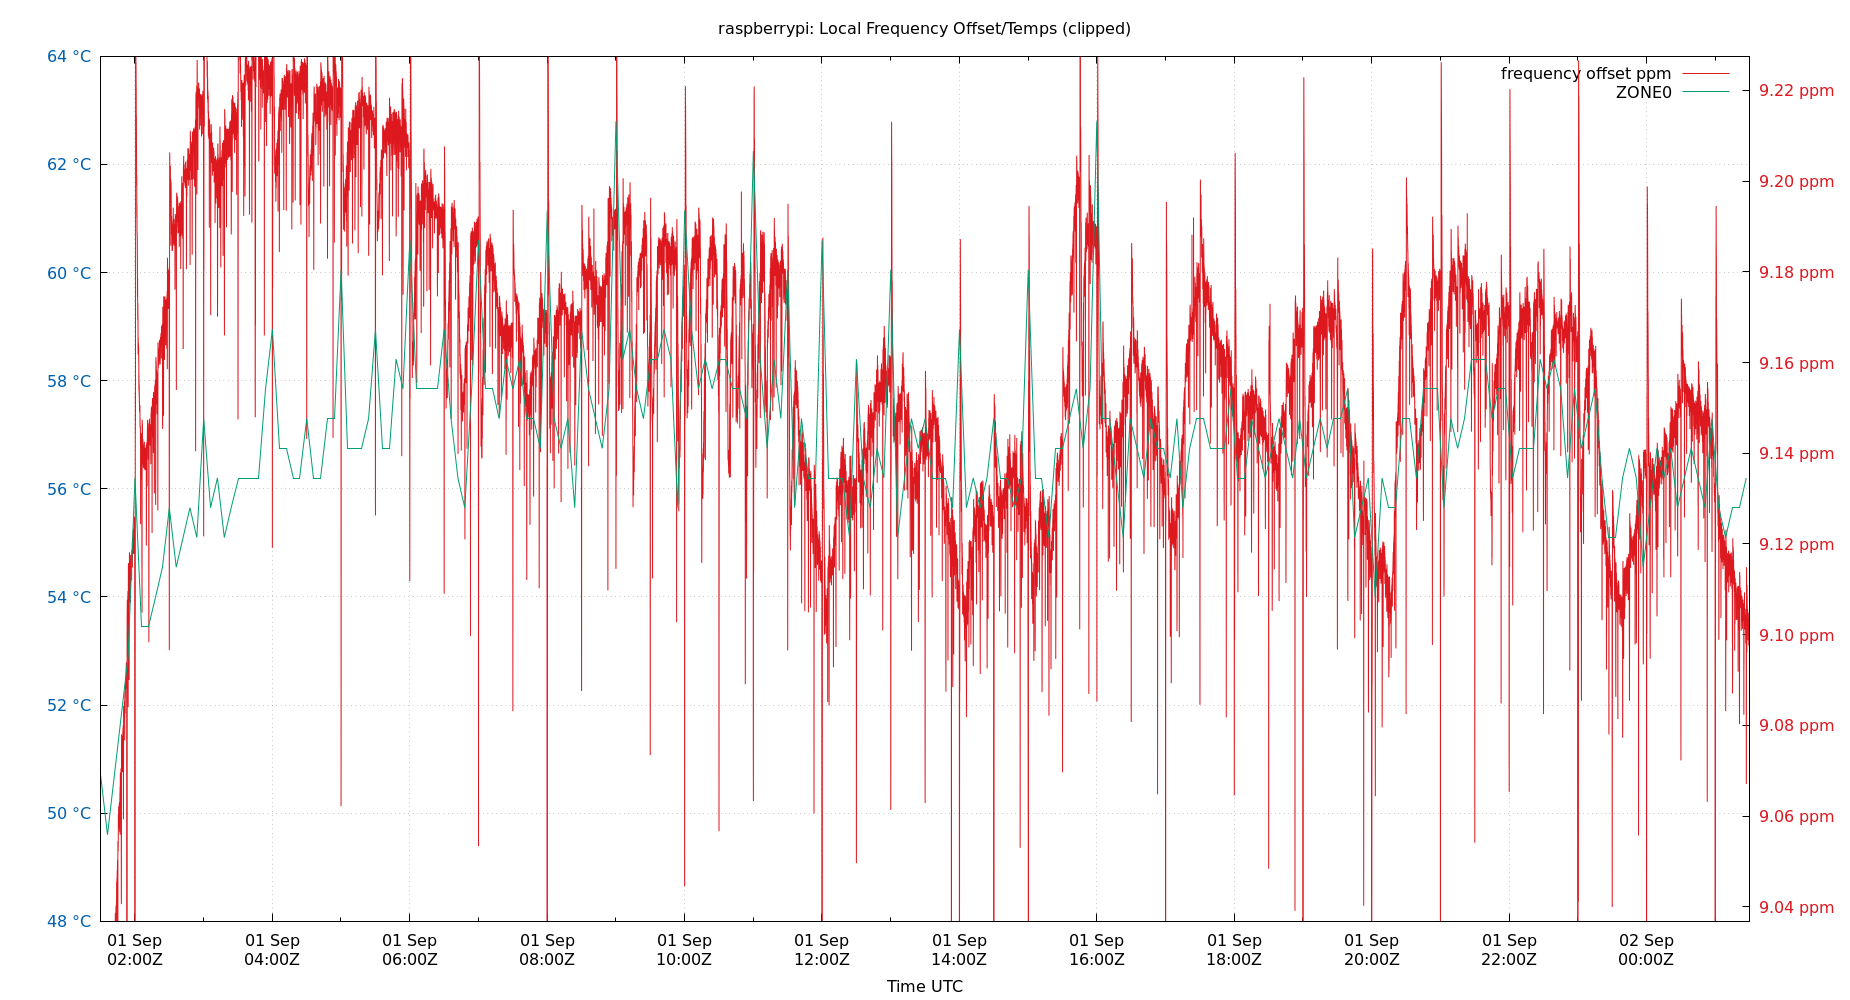 raspberrypi: Local Frequency Offset/Temps (clipped)
64 °C
62 °C
60 °C
58 °C
56 °C
54 °C
52 °C
50 °C
48 °C
frequency offset ppm
ZONE0
9.22 ppm
9.20 ppm
9.18 ppm
9.16 ppm
9.14 ppm
9.12 ppm
9.10 ppm
9.08 ppm
9.06 ppm
9.04 ppm
01 Sep 01 Sep 01 Sep 01 Sep 01 Sep 01 Sep 01 Sep 01 Sep 01 Sep 01 Sep 01 Sep 02 Sep
02:00Z 04:00Z 06:00Z 08:00Z 10:00Z 12:00Z 14:00Z 16:00Z 18:00Z 20:00Z 22:00Z 00:00Z
Time UTC